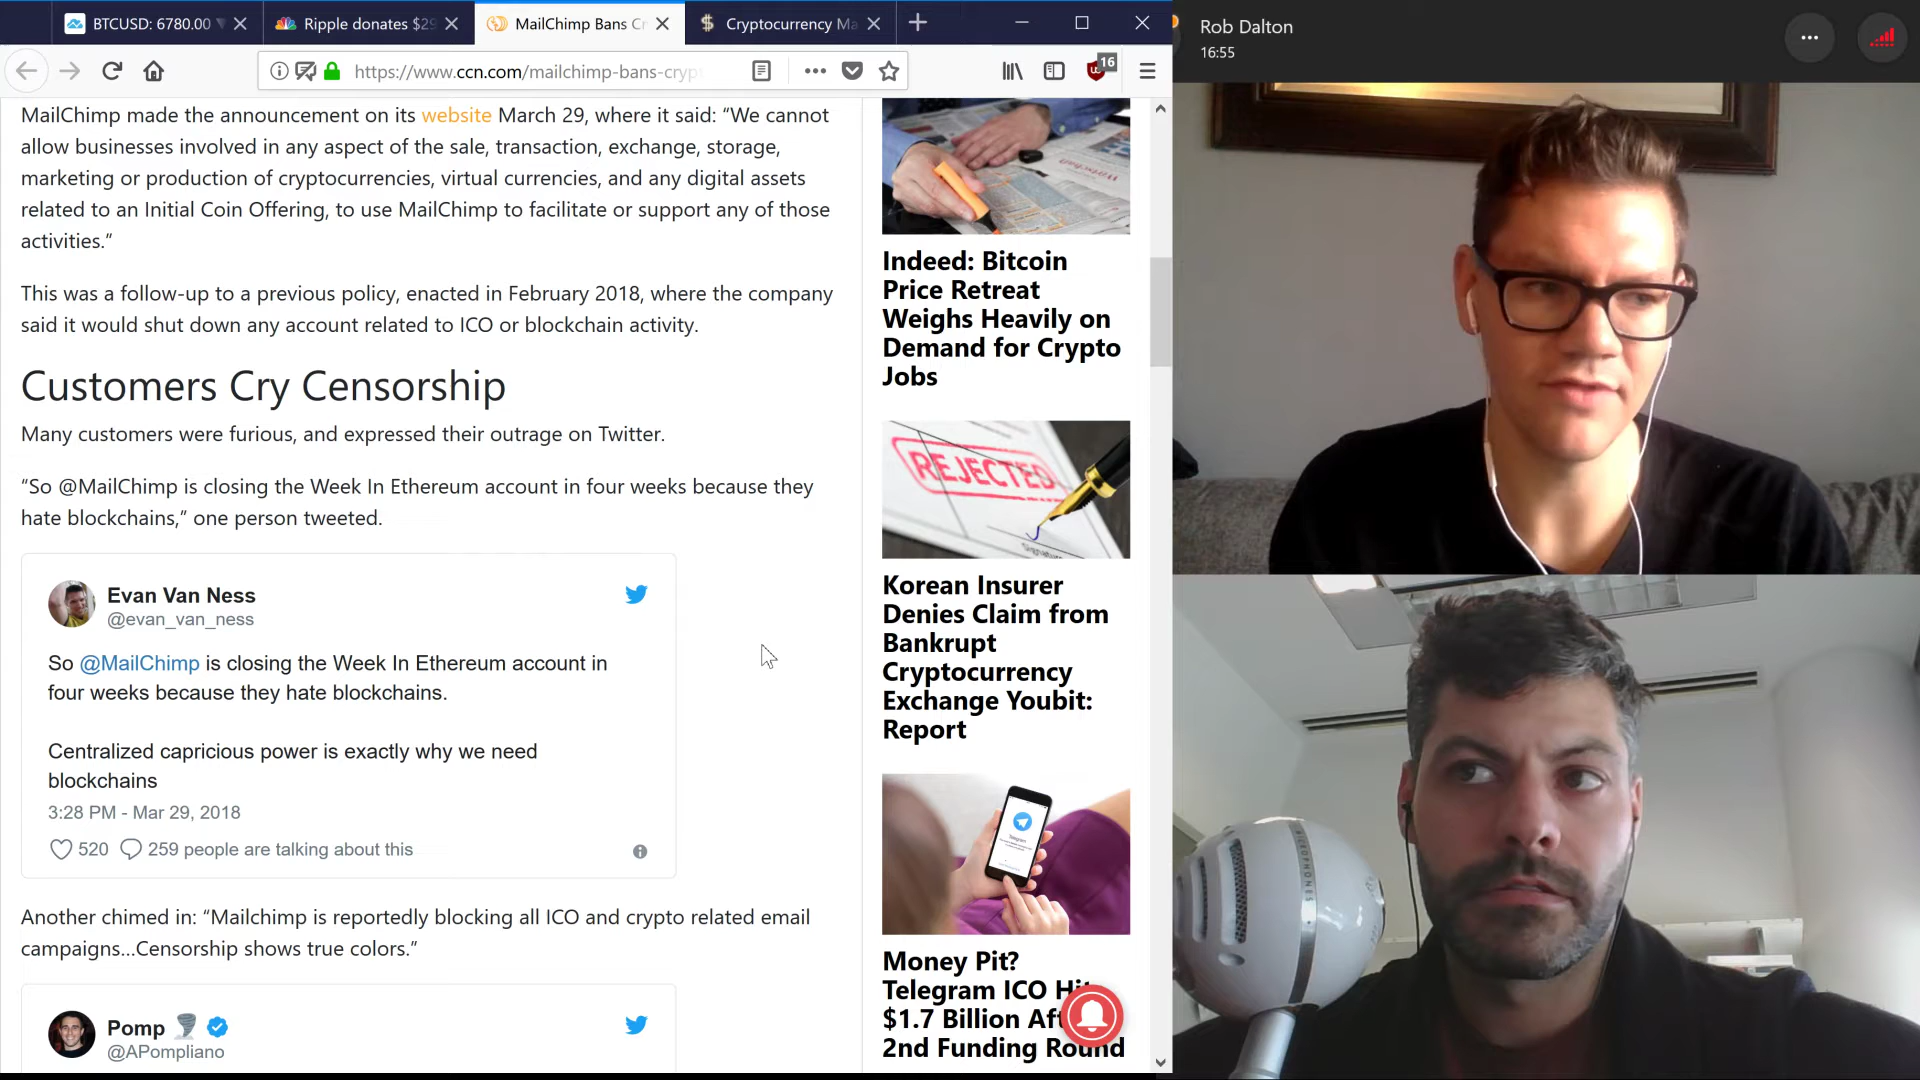 BTCUSD: 6780.00
Ripple donates $29
MailChimp Bans Cr
Cryptocurrency Ma
https://www.ccn.com/mailchimp-bans-cryp
16
Rob Dalton
16:55
MailChimp made the announcement on its website March 29, where it said: “We cannot
allow businesses involved in any aspect of the sale, transaction, exchange, storage,
marketing or production of cryptocurrencies, virtual currencies, and any digital assets
related to an Initial Coin Offering, to use MailChimp to facilitate or support any of those
activities.”
This was a follow-up to a previous policy, enacted in February 2018, where the company
said it would shut down any account related to ICO or blockchain activity.
Customers Cry Censorship
Many customers were furious, and expressed their outrage on Twitter.
“So @MailChimp is closing the Week In Ethereum account in four weeks because they
hate blockchains,” one person tweeted.
Evan Van Ness
@evan_van_ness
So @MailChimp is closing the Week In Ethereum account in
four weeks because they hate blockchains.
Centralized capricious power is exactly why we need
blockchains
3:28 PM - Mar 29, 2018
520
259 people are talking about this
Another chimed in: “Mailchimp is reportedly blocking all ICO and crypto related email
campaigns…Censorship shows true colors.”
Pomp
@APompliano
Indeed: Bitcoin
Price Retreat
Weighs Heavily on
Demand for Crypto
Jobs
REJECTED
Korean Insurer
Denies Claim from
Bankrupt
Cryptocurrency
Exchange Youbit:
Report
Telegram
Money Pit?
Telegram ICO Hit
$1.7 Billion Aft
2nd Funding Round